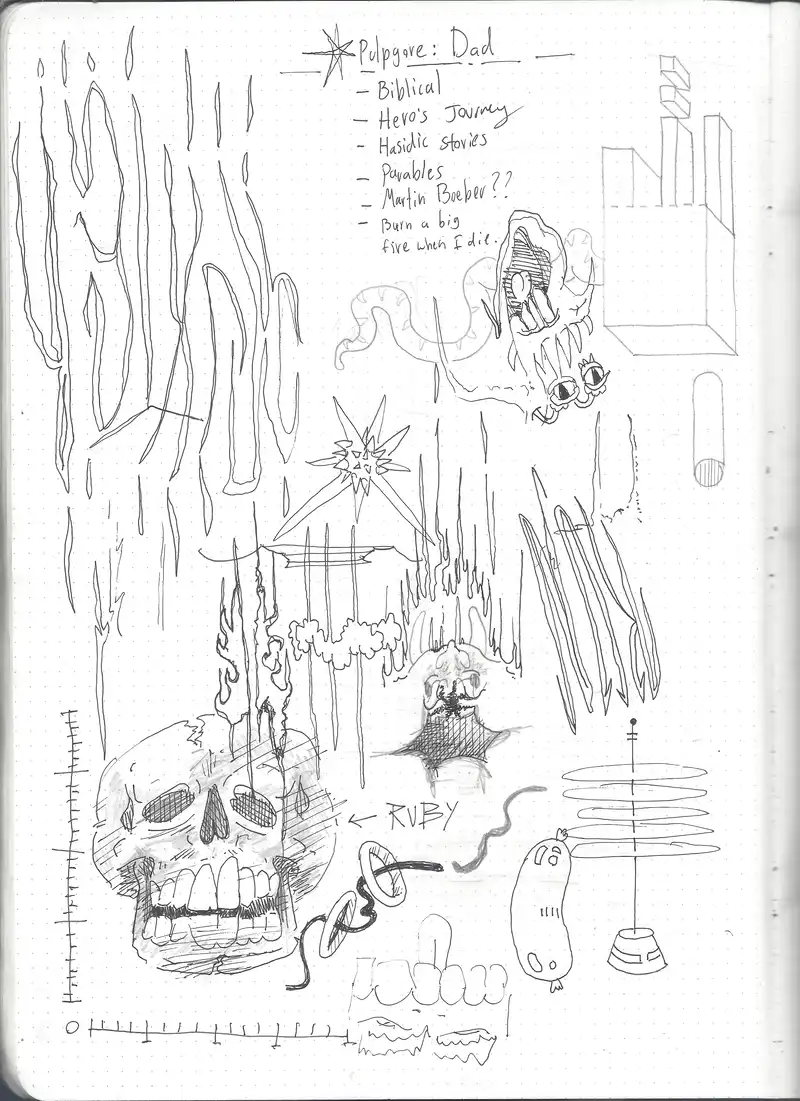 Pulpgore: Dad
- Biblical
- Hero's Journey
- Hasidic stories
- Parables
- Martin Boeber??
- Burn a big
fire when I die.
← RUBY
0